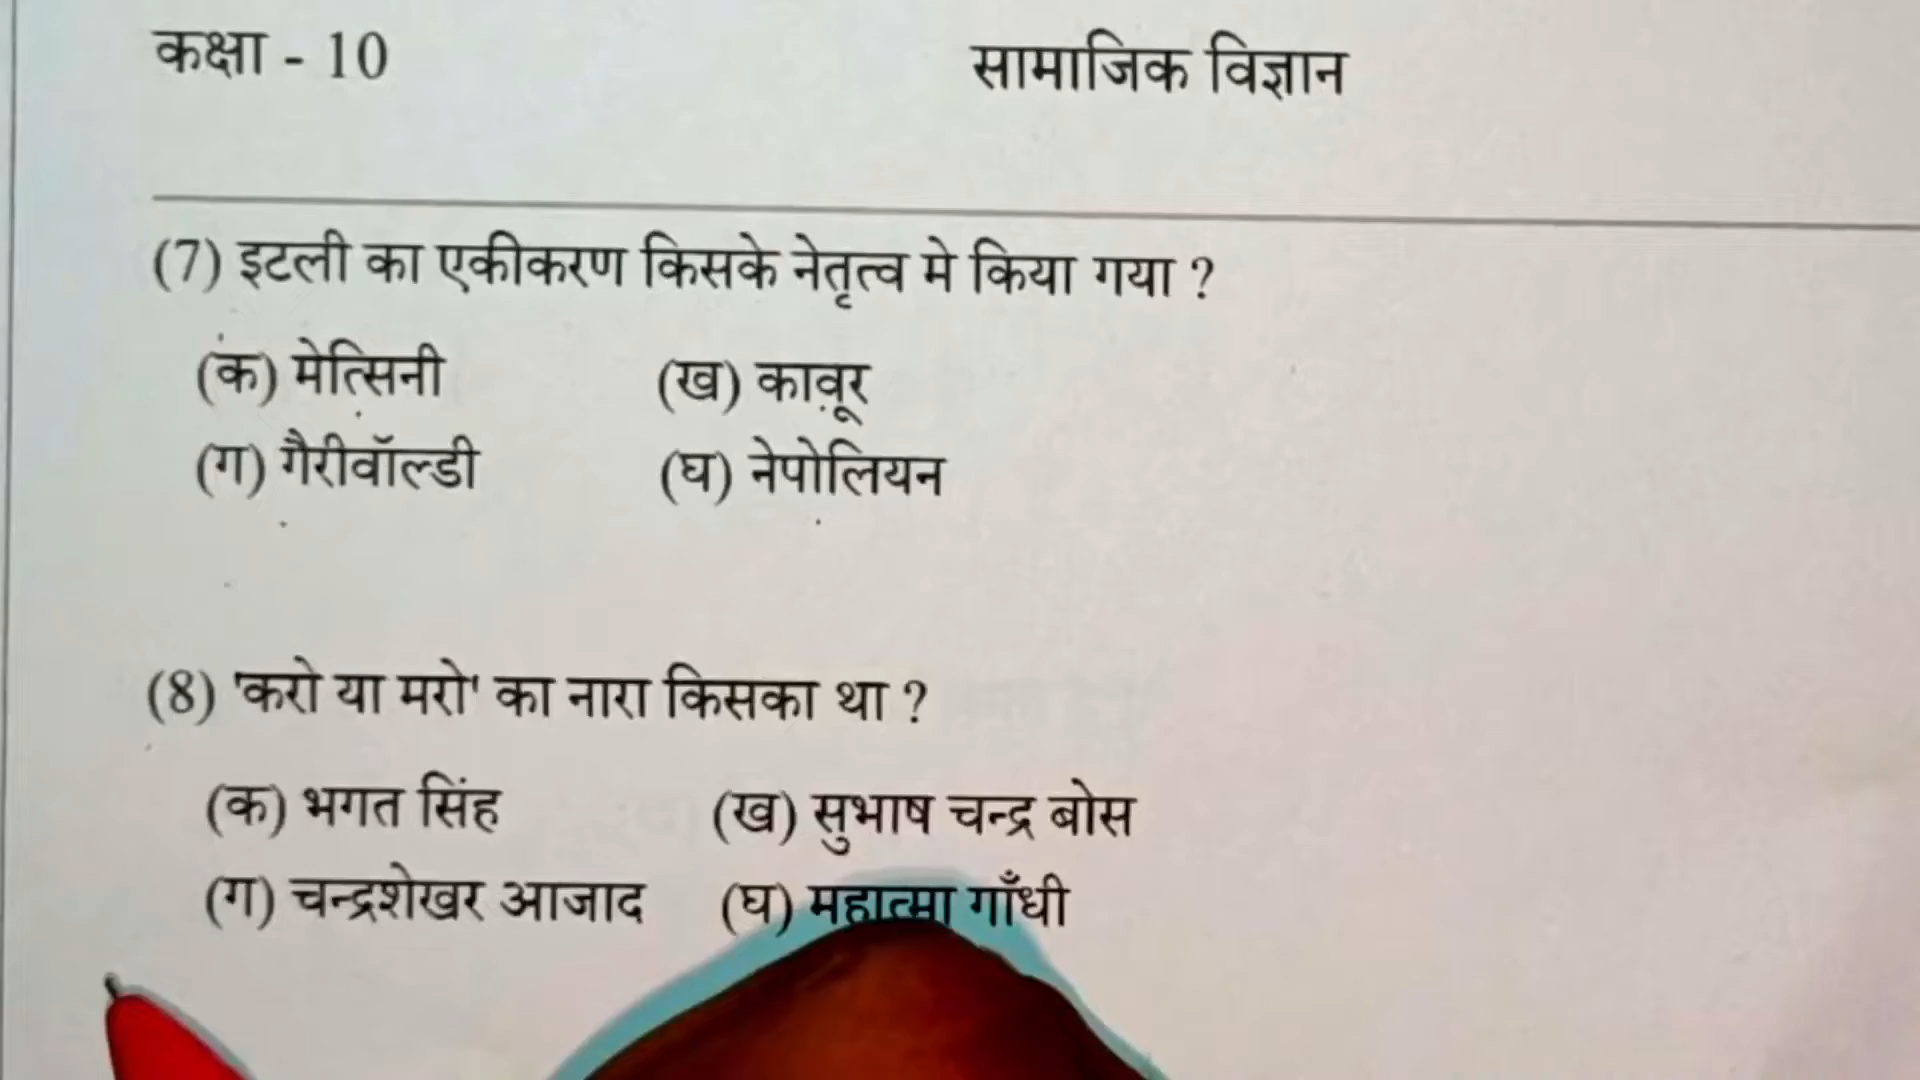 कक्षा - 10
सामाजिक विज्ञान
(7) इटली का एकीकरण किसके नेतृत्व मे किया गया ?
(क) मेत्सिनी (ख) कावूर
(ग) गैरीवॉल्डी (घ) नेपोलियन
(8) 'करो या मरो' का नारा किसका था ?
(क) भगत सिंह (ख) सुभाष चन्द्र बोस
(ग) चन्द्रशेखर आजाद (घ) महात्मा गाँधी